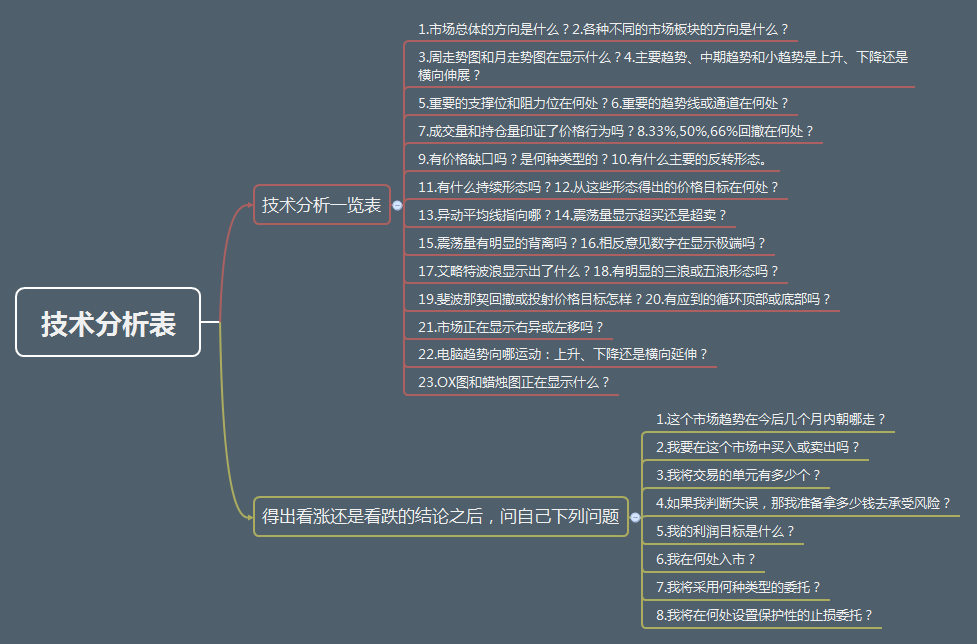 技术分析表
技术分析一览表
1.市场总体的方向是什么？2.各种不同的市场板块的方向是什么？
3.周走势图和月走势图在显示什么？4.主要趋势、中期趋势和小趋势是上升、下降还是
横向伸展？
5.重要的支撑位和阻力位在何处？6.重要的趋势线或通道在何处？
7.成交量和持仓量印证了价格行为吗？8.33%,50%,66%回撤在何处？
9.有价格缺口吗？是何种类型的？10.有什么主要的反转形态。
11.有什么持续形态吗？12.从这些形态得出的价格目标在何处？
13.异动平均线指向哪？14.震荡量显示超买还是超卖？
15.震荡量有明显的背离吗？16.相反意见数字在显示极端吗？
17.艾略特波浪显示出了什么？18.有明显的三浪或五浪形态吗？
19.斐波那契回撤或投射价格目标怎样？20.有应到的循环顶部或底部吗？
21.市场正在显示右异或左移吗？
22.电脑趋势向哪运动：上升、下降还是横向延伸？
23.OX图和蜡烛图正在显示什么？
得出看涨还是看跌的结论之后，问自己下列问题
1.这个市场趋势在今后几个月内朝哪走？
2.我要在这个市场中买入或卖出吗？
3.我将交易的单元有多少个？
4.如果我判断失误，那我准备拿多少钱去承受风险？
5.我的利润目标是什么？
6.我在何处入市？
7.我将采用何种类型的委托？
8.我将在何处设置保护性的止损委托？